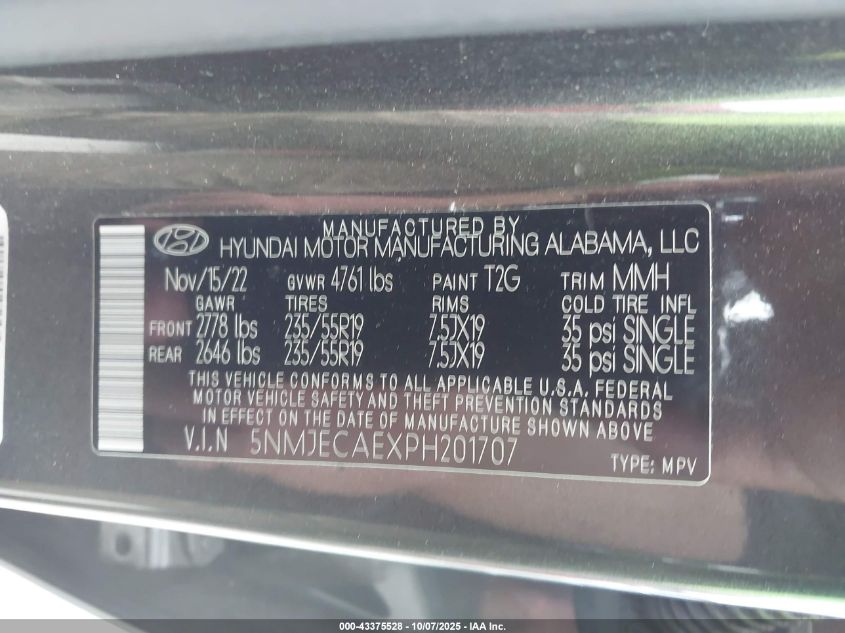 MANUFACTURED BY
HYUNDAI MOTOR MANUFACTURING ALABAMA, LLC
Nov/15/22 GVWR 4761 lbs PAINT T2G TRIM MMH
GAWR TIRES RIMS COLD TIRE INFL
FRONT 2778 lbs 235/55R19 7.5JX19 35 psi SINGLE
REAR 2646 lbs 235/55R19 7.5JX19 35 psi SINGLE
THIS VEHICLE CONFORMS TO ALL APPLICABLE U.S.A. FEDERAL
MOTOR VEHICLE SAFETY AND THEFT PREVENTION STANDARDS
IN EFFECT ON THE DATE OF MANUFACTURE SHOWN ABOVE
V.I.N 5NMJECAEXPH201707
TYPE: MPV
000-43375528 - 10/07/2025 - IAA Inc.